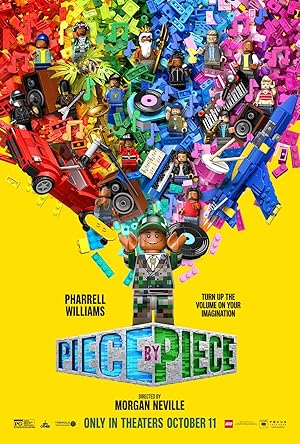 PHARRELL
WILLIAMS
TURN UP THE
VOLUME ON YOUR
IMAGINATION
PIECE BY PIECE
DIRECTED BY
MORGAN NEVILLE
ONLY IN THEATERS OCTOBER 11